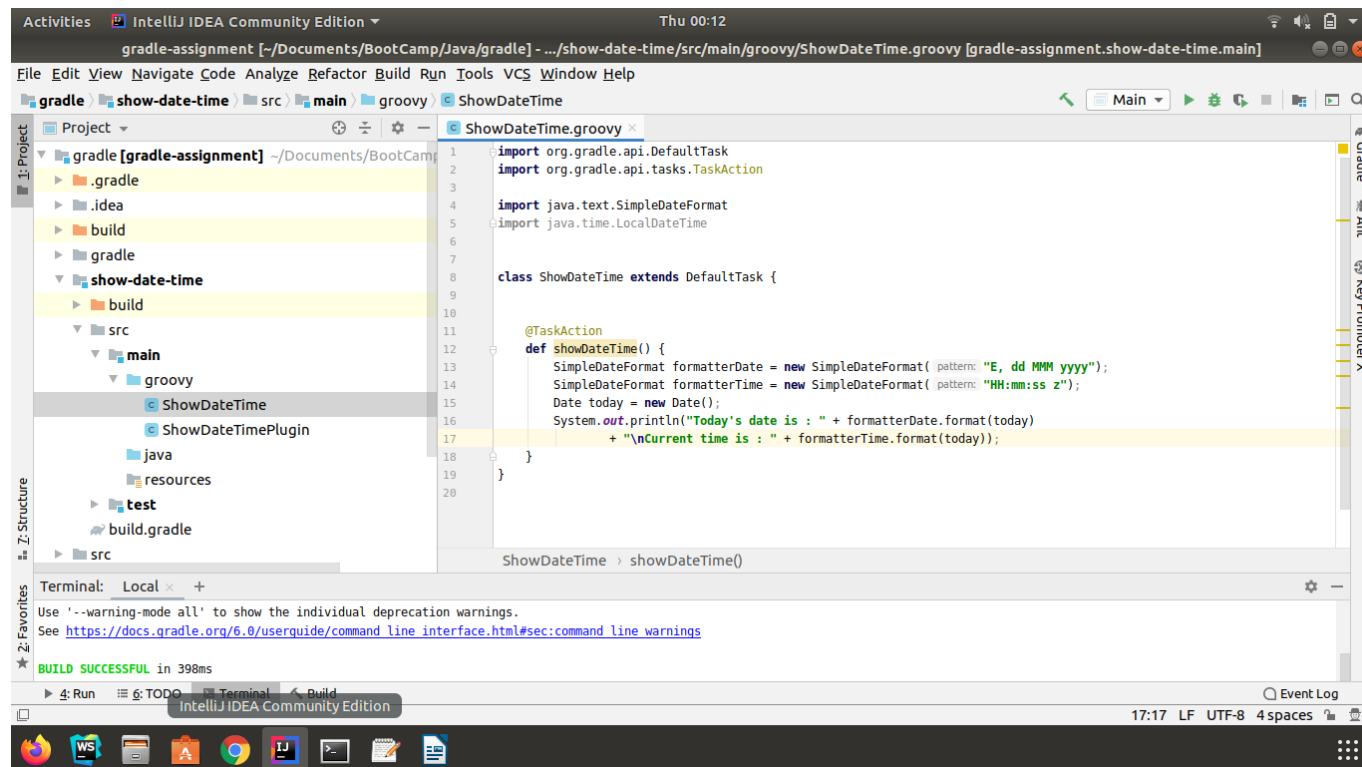 Activities IntelliJ IDEA Community Edition Thu 00:12
gradle-assignment [~/Documents/BootCamp/Java/gradle] - .../show-date-time/src/main/groovy/ShowDateTime.groovy [gradle-assignment.show-date-time.main]
File Edit View Navigate Code Analyze Refactor Build Run Tools VCS Window Help
gradle show-date-time src main groovy ShowDateTime Main
1: Project
Project
gradle [gradle-assignment] ~/Documents/BootCamp
.gradle
.idea
build
gradle
show-date-time
build
src
main
groovy
ShowDateTime
ShowDateTimePlugin
java
resources
test
build.gradle
src
ShowDateTime.groovy
1 import org.gradle.api.DefaultTask
2 import org.gradle.api.tasks.TaskAction
3
4 import java.text.SimpleDateFormat
5 import java.time.LocalDateTime
6
7
8 class ShowDateTime extends DefaultTask {
9
10
11 @TaskAction
12 def showDateTime() {
13 SimpleDateFormat formatterDate = new SimpleDateFormat( pattern: "E, dd MMM yyyy");
14 SimpleDateFormat formatterTime = new SimpleDateFormat( pattern: "HH:mm:ss z");
15 Date today = new Date();
16 System.out.println("Today's date is : " + formatterDate.format(today)
17 + "\nCurrent time is : " + formatterTime.format(today));
18 }
19 }
20
ShowDateTime › showDateTime()
Gradle
Ant
Key Promoter X
7: Structure
2: Favorites
Terminal: Local +
Use '--warning-mode all' to show the individual deprecation warnings.
See https://docs.gradle.org/6.0/userguide/command_line_interface.html#sec:command_line_warnings
BUILD SUCCESSFUL in 398ms
4: Run 6: TODO Terminal Build Event Log
IntelliJ IDEA Community Edition
17:17 LF UTF-8 4 spaces
WS
IJ